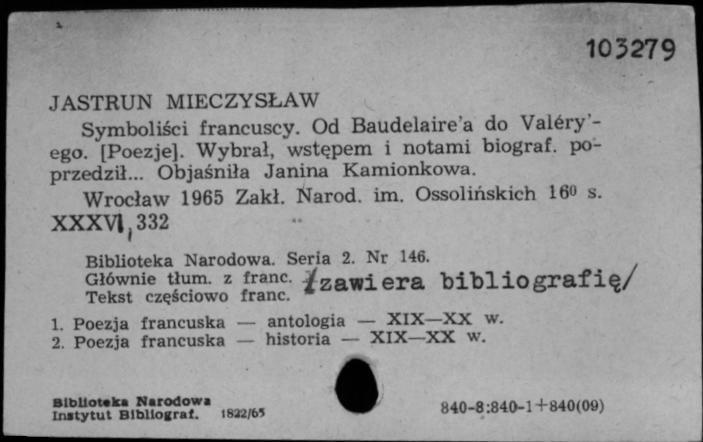 103279
JASTRUN MIECZYSŁAW
Symboliści francuscy. Od Baudelaire'a do Valéry'-
ego. [Poezje]. Wybrał, wstępem i notami biograf. po-
przedził... Objaśniła Janina Kamionkowa.
Wrocław 1965 Zakł. Narod. im. Ossolińskich 16⁰ s.
XXXVI, 332
Biblioteka Narodowa. Seria 2. Nr 146.
Głównie tłum. z franc. /zawiera bibliografię/
Tekst częściowo franc.
1. Poezja francuska — antologia — XIX—XX w.
2. Poezja francuska — historia — XIX—XX w.
Biblioteka Narodowa
Instytut Bibliograf. 1822/65
840-8:840-1+840(09)